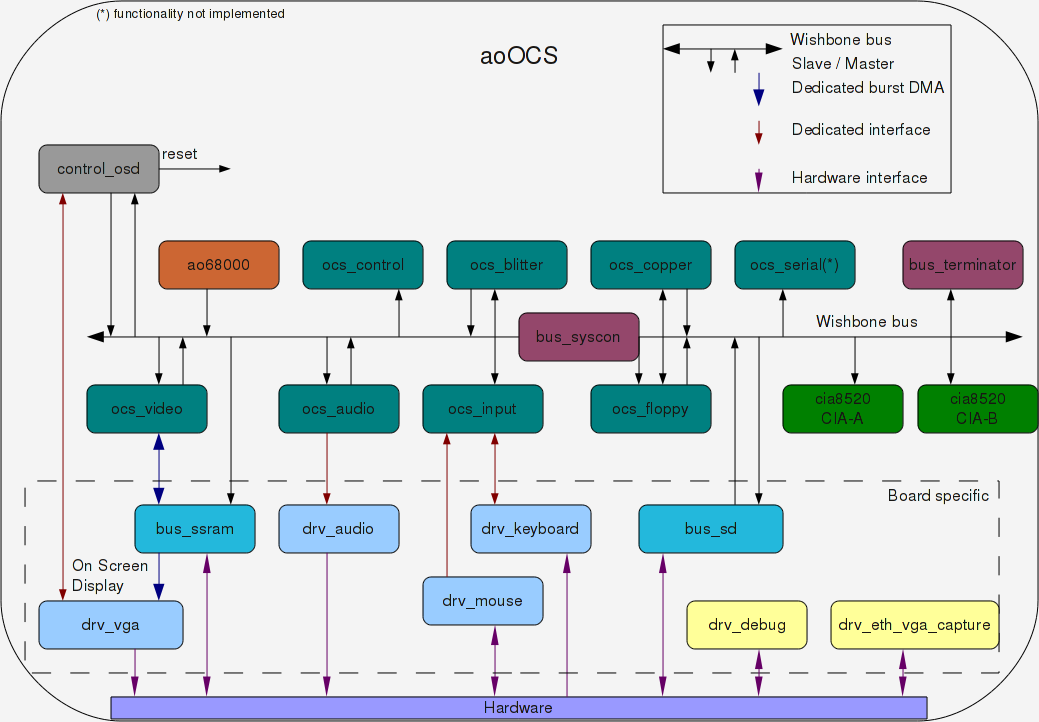 (*) functionality not implemented
aoOCS
Wishbone bus
Slave / Master
Dedicated burst DMA
Dedicated interface
Hardware interface
control_osd
reset
ao68000
ocs_control
ocs_blitter
ocs_copper
ocs_serial(*)
bus_terminator
bus_syscon
Wishbone bus
ocs_video
ocs_audio
ocs_input
ocs_floppy
cia8520
CIA-A
cia8520
CIA-B
Board specific
bus_ssram
drv_audio
drv_keyboard
bus_sd
On Screen
Display
drv_mouse
drv_vga
drv_debug
drv_eth_vga_capture
Hardware